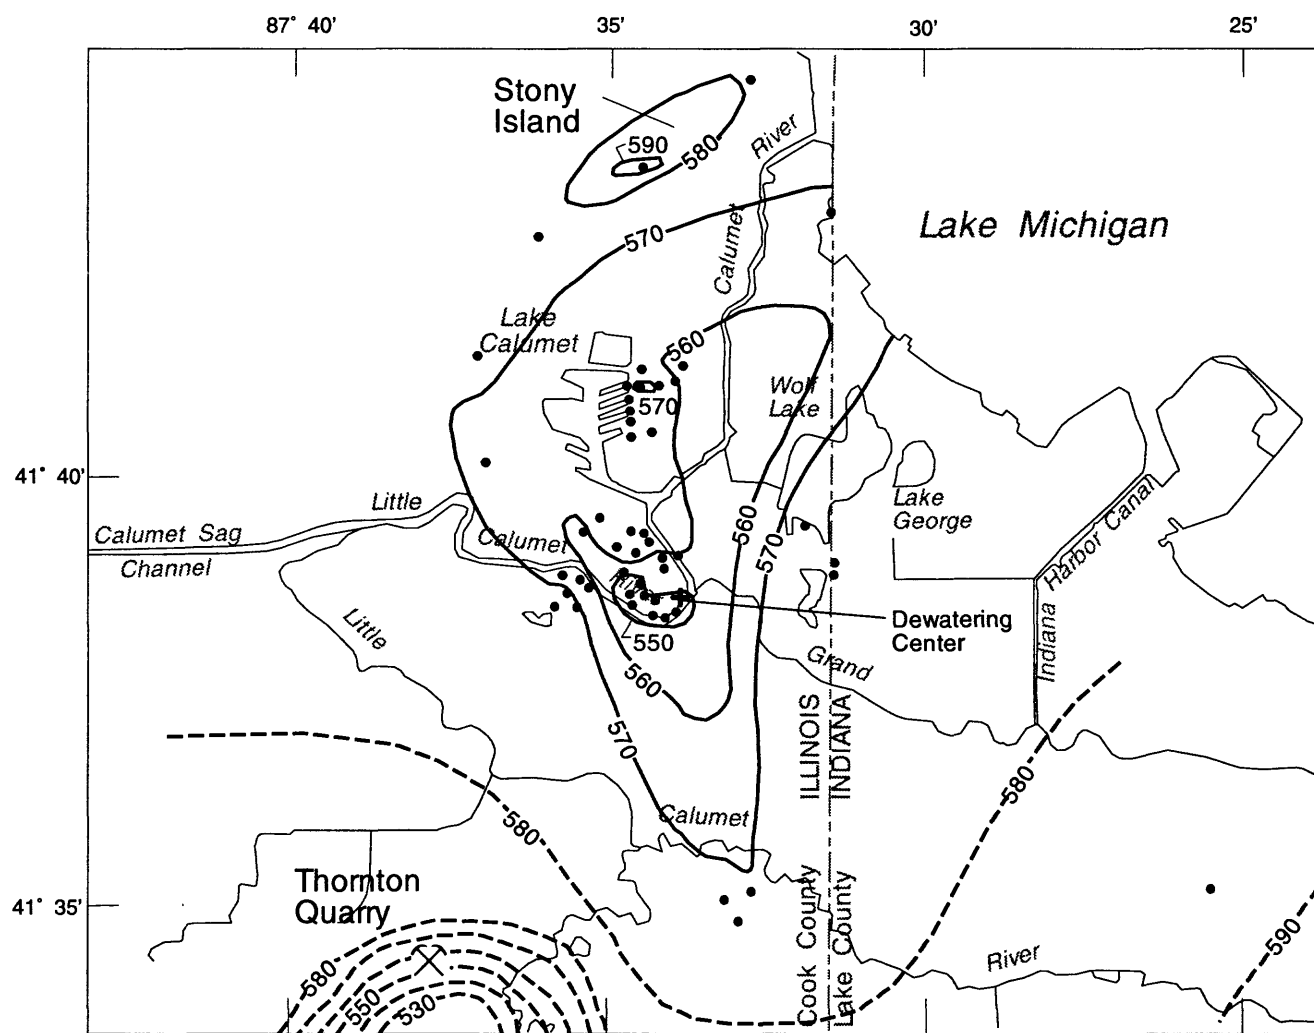 87° 40'
35'
30'
25'
Stony
Island
590
580
River
570
Calumet
Lake Michigan
Lake
Calumet
560
570
Wolf
Lake
41° 40'
Little
Calumet Sag
Channel
Calumet
560
570
Lake
George
Harbor Canal
River
Dewatering
Center
550
Little
Indiana
Grand
560
570
ILLINOIS
INDIANA
580
Calumet
580
Thornton
Quarry
41° 35'
Cook County
Lake County
River
590
580
550
530